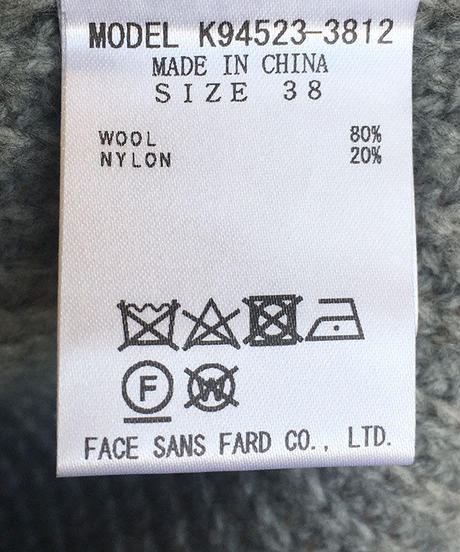 MODEL K94523-3812
MADE IN CHINA
SIZE 38
WOOL 80%
NYLON 20%
F W
FACE SANS FARD CO., LTD.